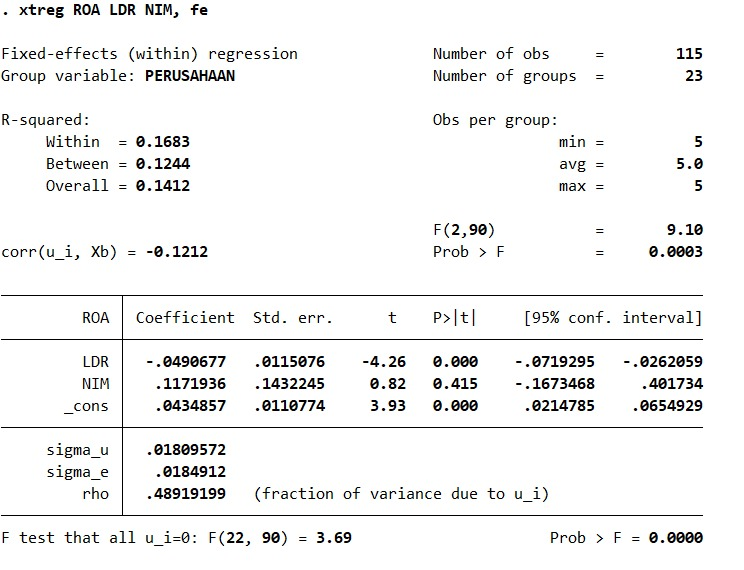 . xtreg ROA LDR NIM, fe
Fixed-effects (within) regression Number of obs = 115
Group variable: PERUSAHAAN Number of groups = 23
R-squared: Obs per group:
Within = 0.1683 min = 5
Between = 0.1244 avg = 5.0
Overall = 0.1412 max = 5
F(2,90) = 9.10
corr(u_i, Xb) = -0.1212 Prob > F = 0.0003
ROA Coefficient Std. err. t P>|t| [95% conf. interval]
LDR -.0490677 .0115076 -4.26 0.000 -.0719295 -.0262059
NIM .1171936 .1432245 0.82 0.415 -.1673468 .401734
_cons .0434857 .0110774 3.93 0.000 .0214785 .0654929
sigma_u .01809572
sigma_e .0184912
rho .48919199 (fraction of variance due to u_i)
F test that all u_i=0: F(22, 90) = 3.69 Prob > F = 0.0000